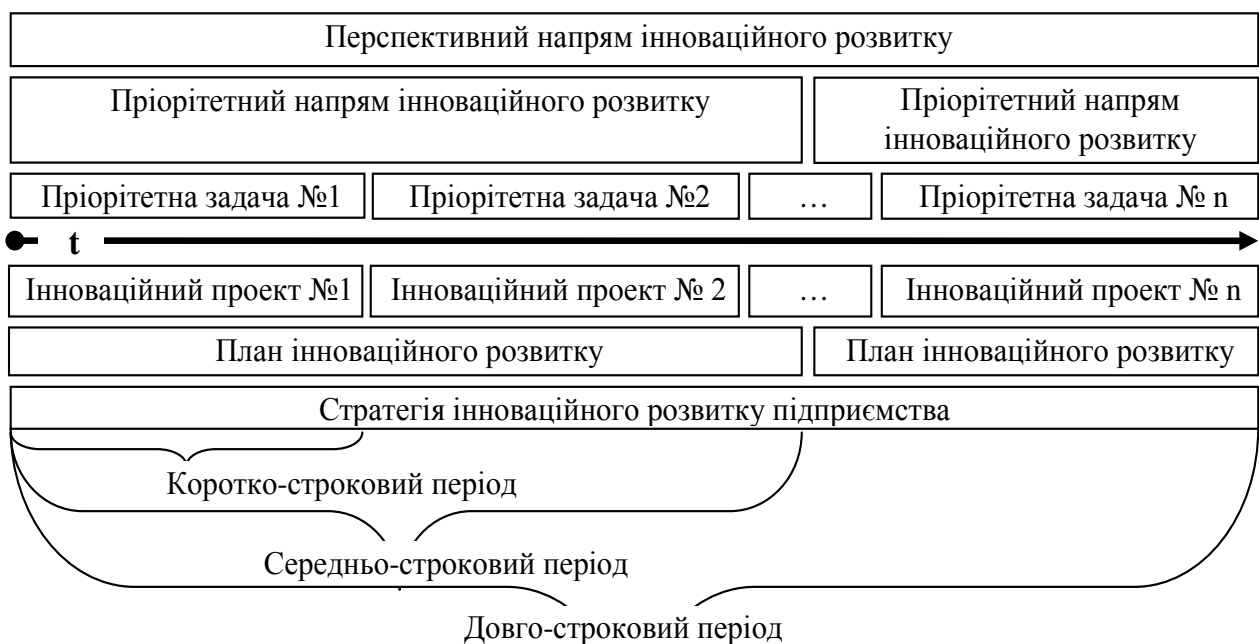 Перспективний напрям інноваційного розвитку
Пріорітетний напрям інноваційного розвитку
Пріорітетний напрям
інноваційного розвитку
Пріорітетна задача №1
Пріорітетна задача №2
…
Пріорітетна задача № n
t
Інноваційний проект №1
Інноваційний проект № 2
…
Інноваційний проект № n
План інноваційного розвитку
План інноваційного розвитку
Стратегія інноваційного розвитку підприємства
Коротко-строковий період
Середньо-строковий період
Довго-строковий період